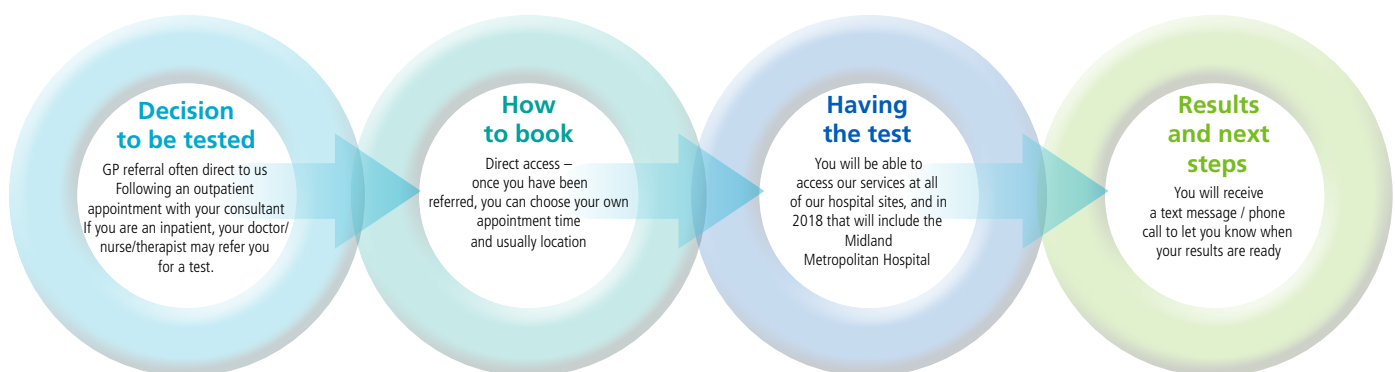 Decision
to be tested
GP referral often direct to us
Following an outpatient
appointment with your consultant
If you are an inpatient, your doctor/
nurse/therapist may refer you
for a test.
How
to book
Direct access –
once you have been
referred, you can choose your own
appointment time
and usually location
Having
the test
You will be able to
access our services at all
of our hospital sites, and in
2018 that will include the
Midland
Metropolitan Hospital
Results
and next
steps
You will receive
a text message / phone
call to let you know when
your results are ready